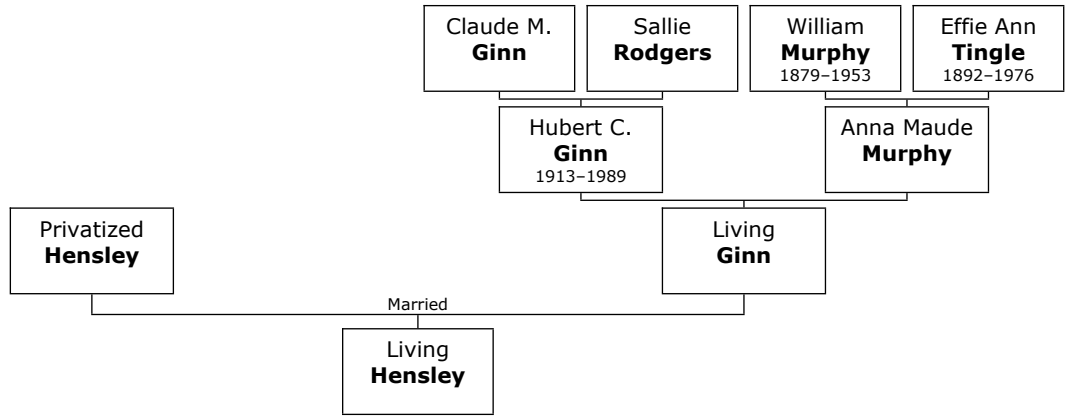 Claude M.
Ginn
Sallie
Rodgers
William
Murphy
1879–1953
Effie Ann
Tingle
1892–1976
Hubert C.
Ginn
1913–1989
Anna Maude
Murphy
Privatized
Hensley
Living
Ginn
Married
Living
Hensley